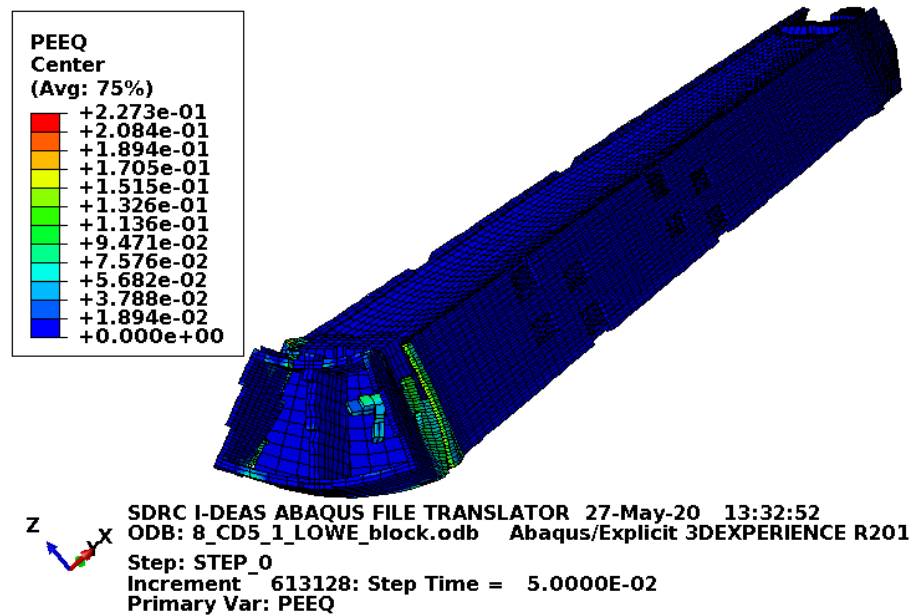 PEEQ
Center
(Avg: 75%)
+2.273e-01
+2.084e-01
+1.894e-01
+1.705e-01
+1.515e-01
+1.326e-01
+1.136e-01
+9.471e-02
+7.576e-02
+5.682e-02
+3.788e-02
+1.894e-02
+0.000e+00
Z
X
Y
SDRC I-DEAS ABAQUS FILE TRANSLATOR 27-May-20 13:32:52
ODB: 8_CD5_1_LOWE_block.odb Abaqus/Explicit 3DEXPERIENCE R201
Step: STEP_0
Increment 613128: Step Time = 5.0000E-02
Primary Var: PEEQ